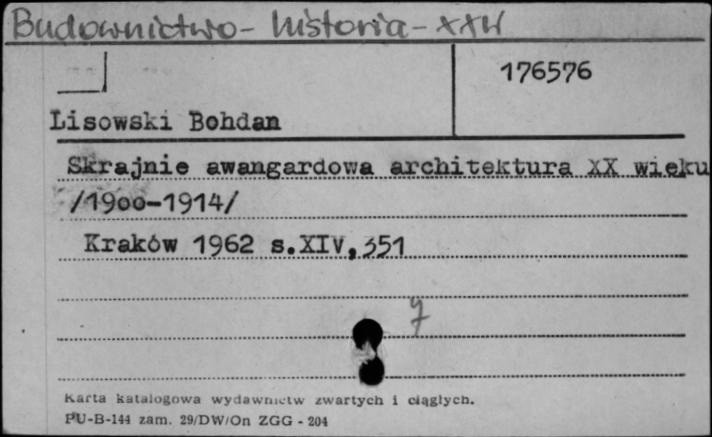 Budownictwo - historia - XX w
176576
Lisowski Bohdan
Skrajnie awangardowa architektura XX wieku
/1900-1914/
Kraków 1962 s.XIV,351
7
Karta katalogowa wydawnictw zwartych i ciągłych.
PU-B-144 zam. 29/DW/On ZGG - 204